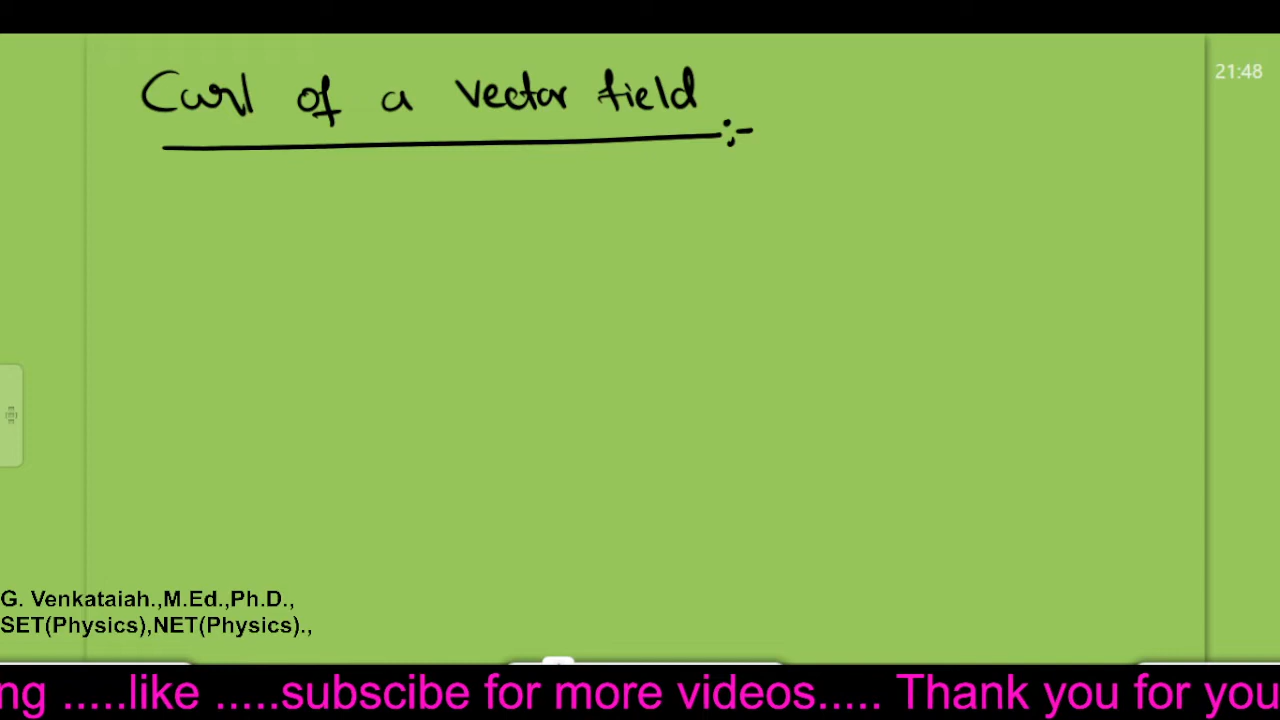 Curl of a vector field :-
21:48
G. Venkataiah.,M.Ed.,Ph.D.,
SET(Physics),NET(Physics).,
ng .....like .....subscibe for more videos..... Thank you for you